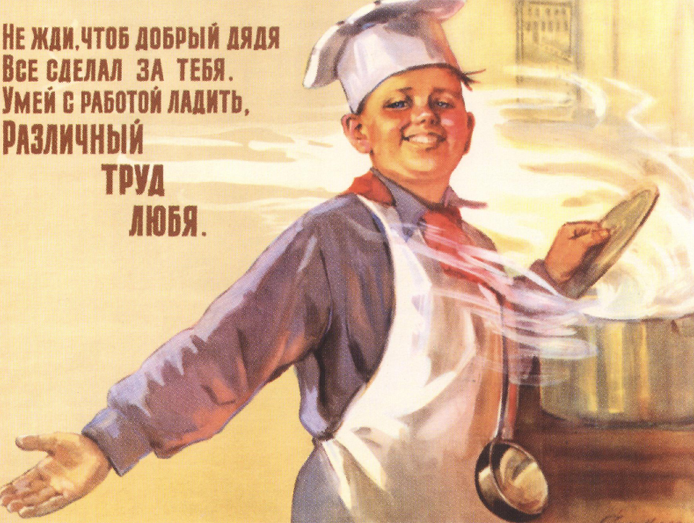 НЕ ЖДИ,ЧТОБ ДОБРЫЙ ДЯДЯ
ВСЕ СДЕЛАЛ ЗА ТЕБЯ.
УМЕЙ С РАБОТОЙ ЛАДИТЬ,
РАЗЛИЧНЫЙ
ТРУД
ЛЮБЯ.